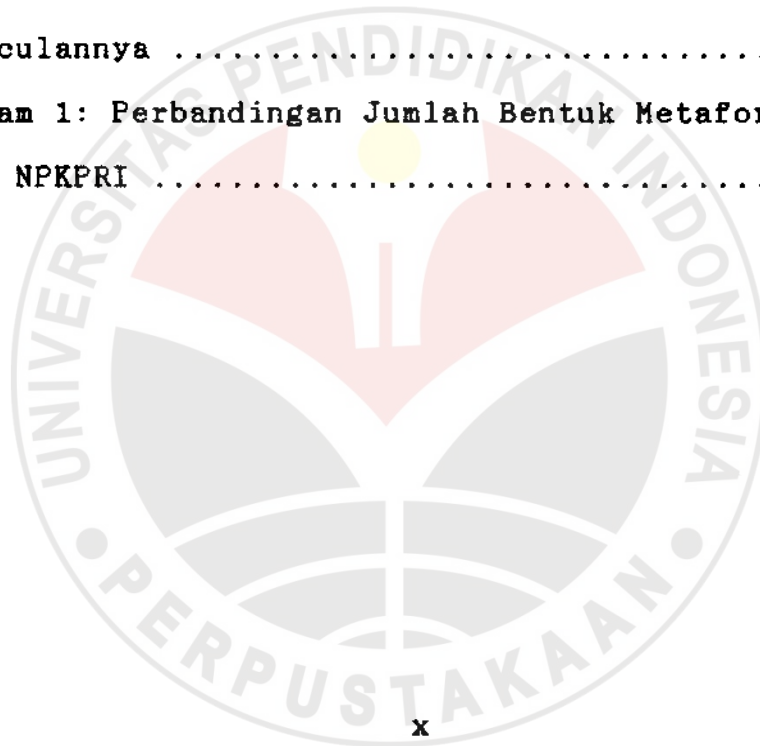 culannya ................................
am 1: Perbandingan Jumlah Bentuk Metafor
NPKPRI ................................
UNIVERSITAS PENDIDIKAN INDONESIA
PERPUSTAKAAN
x